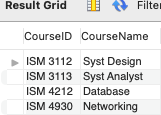 Result Grid Filter
CourseID CourseName
ISM 3112 Syst Design
ISM 3113 Syst Analyst
ISM 4212 Database
ISM 4930 Networking